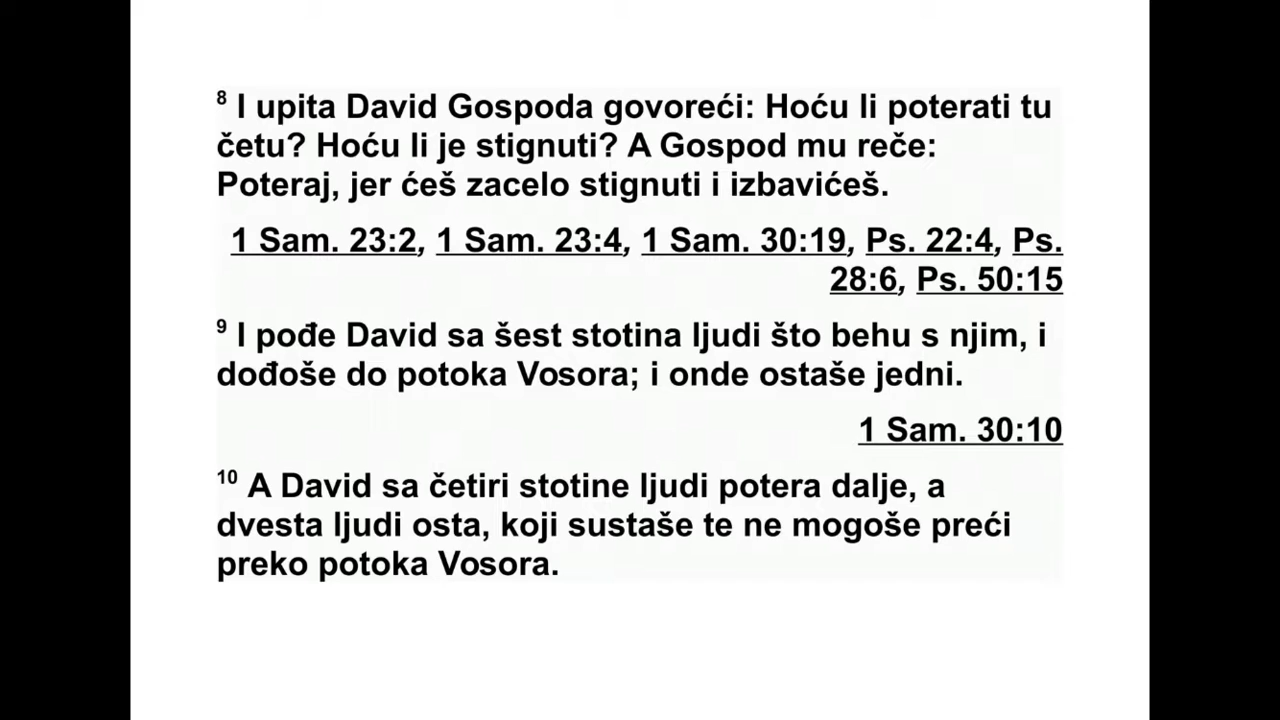 8 I upita David Gospoda govoreći: Hoću li poterati tu
četu? Hoću li je stignuti? A Gospod mu reče:
Poteraj, jer ćeš zacelo stignuti i izbavićeš.
1 Sam. 23:2, 1 Sam. 23:4, 1 Sam. 30:19, Ps. 22:4, Ps.
28:6, Ps. 50:15
9 I pođe David sa šest stotina ljudi što behu s njim, i
dođoše do potoka Vosora; i onde ostaše jedni.
1 Sam. 30:10
10 A David sa četiri stotine ljudi potera dalje, a
dvesta ljudi osta, koji sustaše te ne mogoše preći
preko potoka Vosora.